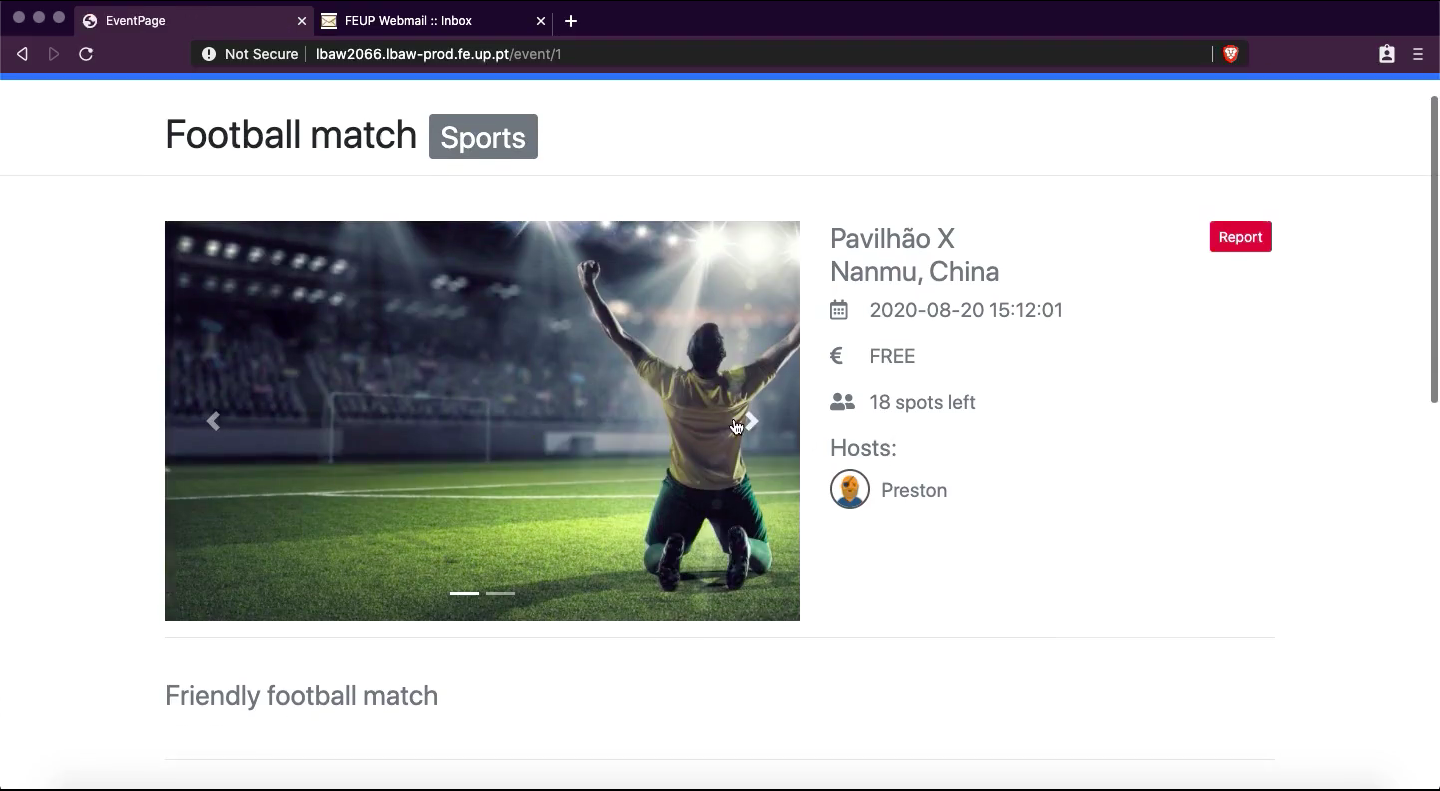 EventPage
FEUP Webmail :: Inbox
Not Secure
lbaw2066.lbaw-prod.fe.up.pt/event/1
Football match
Sports
Pavilhão X
Report
Nanmu, China
2020-08-20 15:12:01
€ FREE
18 spots left
Hosts:
Preston
Friendly football match